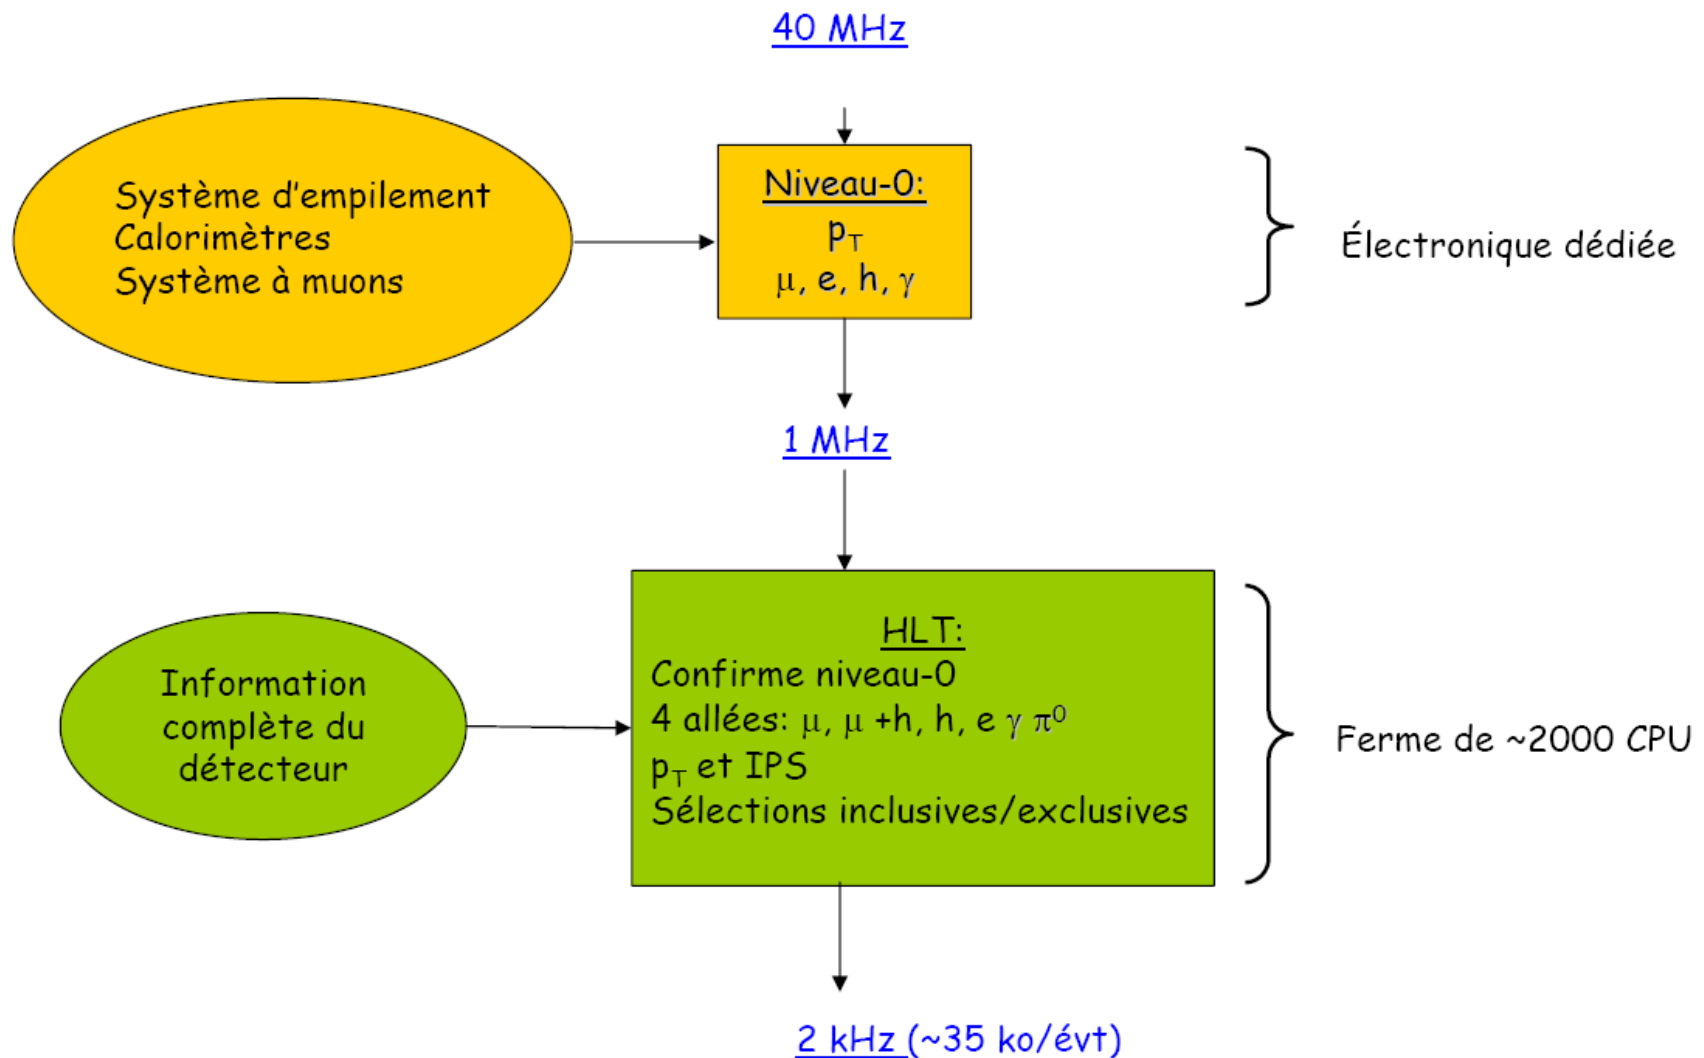 40 MHz
Système d'empilement
Calorimètres
Système à muons
Niveau-0:
pT
μ, e, h, γ
Électronique dédiée
1 MHz
Information
complète du
détecteur
HLT:
Confirme niveau-0
4 allées: μ, μ +h, h, e γ π⁰
pT et IPS
Sélections inclusives/exclusives
Ferme de ~2000 CPU
2 kHz (~35 ko/évt)